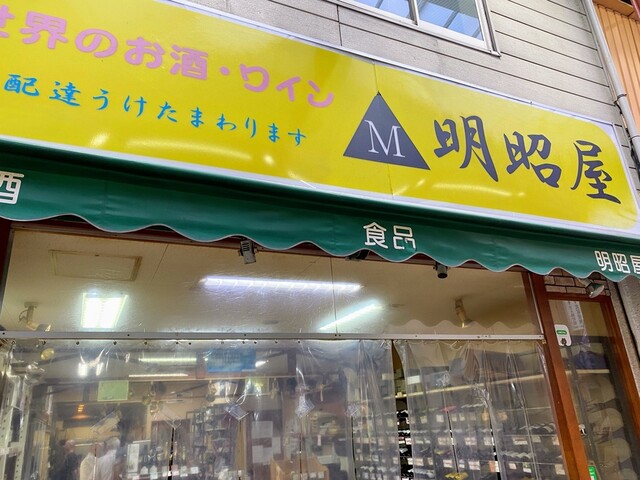 世界のお酒・ワイン
配達うけたまわります
M 明昭屋
酒
食品
明昭屋